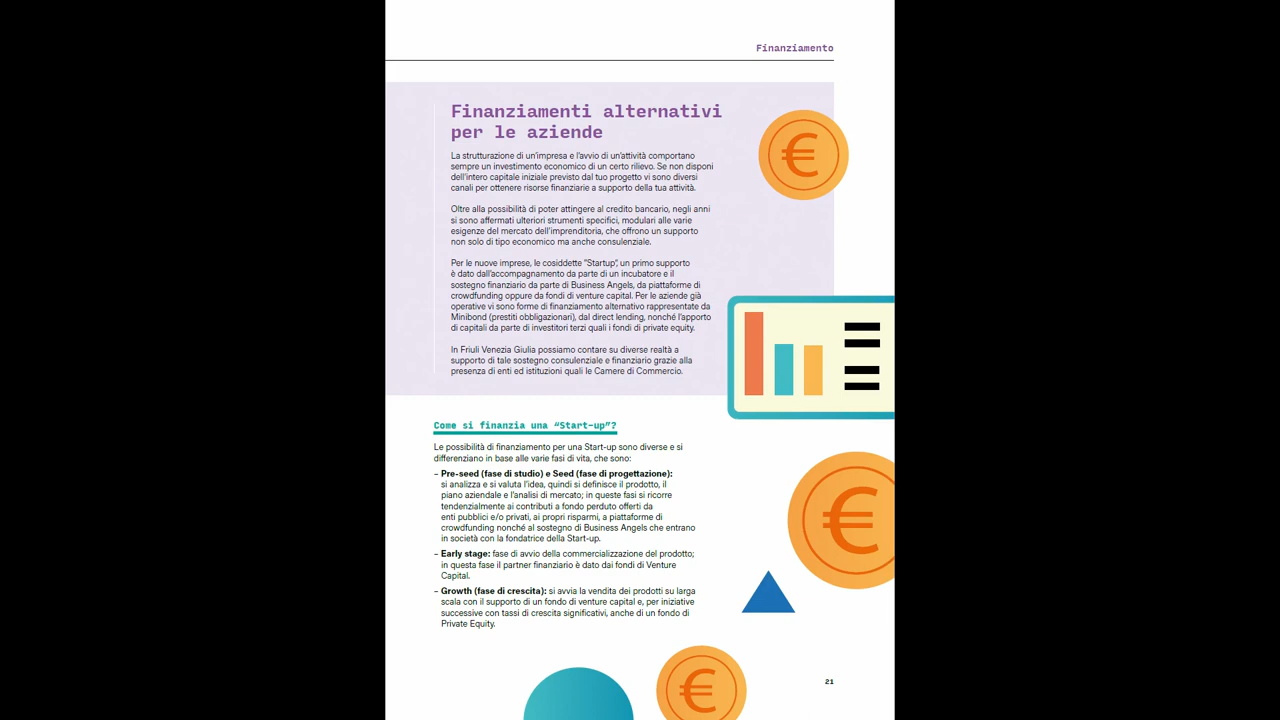 Finanziamento
Finanziamenti alternativi
per le aziende
La strutturazione di un'impresa e l'avvio di un'attività comportano
sempre un investimento economico di un certo rilievo. Se non disponi
dell'intero capitale iniziale previsto dal tuo progetto vi sono diversi
canali per ottenere risorse finanziarie a supporto della tua attività.
Oltre alla possibilità di poter attingere al credito bancario, negli anni
si sono affermati ulteriori strumenti specifici, modulari alle varie
esigenze del mercato dell'imprenditoria, che offrono un supporto
non solo di tipo economico ma anche consulenziale.
Per le nuove imprese, le cosiddette "Startup", un primo supporto
è dato dall'accompagnamento da parte di un incubatore e il
sostegno finanziario da parte di Business Angels, da piattaforme di
crowdfunding oppure da fondi di venture capital. Per le aziende già
operative vi sono forme di finanziamento alternativo rappresentate da
Minibond (prestiti obbligazionari), dal direct lending, nonché l'apporto
di capitali da parte di investitori terzi quali i fondi di private equity.
In Friuli Venezia Giulia possiamo contare su diverse realtà a
supporto di tale sostegno consulenziale e finanziario grazie alla
presenza di enti ed istituzioni quali le Camere di Commercio.
Come si finanzia una “Start-up”?
Le possibilità di finanziamento per una Start-up sono diverse e si
differenziano in base alle varie fasi di vita, che sono:
– Pre-seed (fase di studio) e Seed (fase di progettazione):
si analizza e si valuta l'idea, quindi si definisce il prodotto, il
piano aziendale e l'analisi di mercato; in queste fasi si ricorre
tendenzialmente ai contributi a fondo perduto offerti da
enti pubblici e/o privati, ai propri risparmi, a piattaforme di
crowdfunding nonché al sostegno di Business Angels che entrano
in società con la fondatrice della Start-up.
– Early stage: fase di avvio della commercializzazione del prodotto;
in questa fase il partner finanziario è dato dai fondi di Venture
Capital.
– Growth (fase di crescita): si avvia la vendita dei prodotti su larga
scala con il supporto di un fondo di venture capital e, per iniziative
successive con tassi di crescita significativi, anche di un fondo di
Private Equity.
€
€
€
21